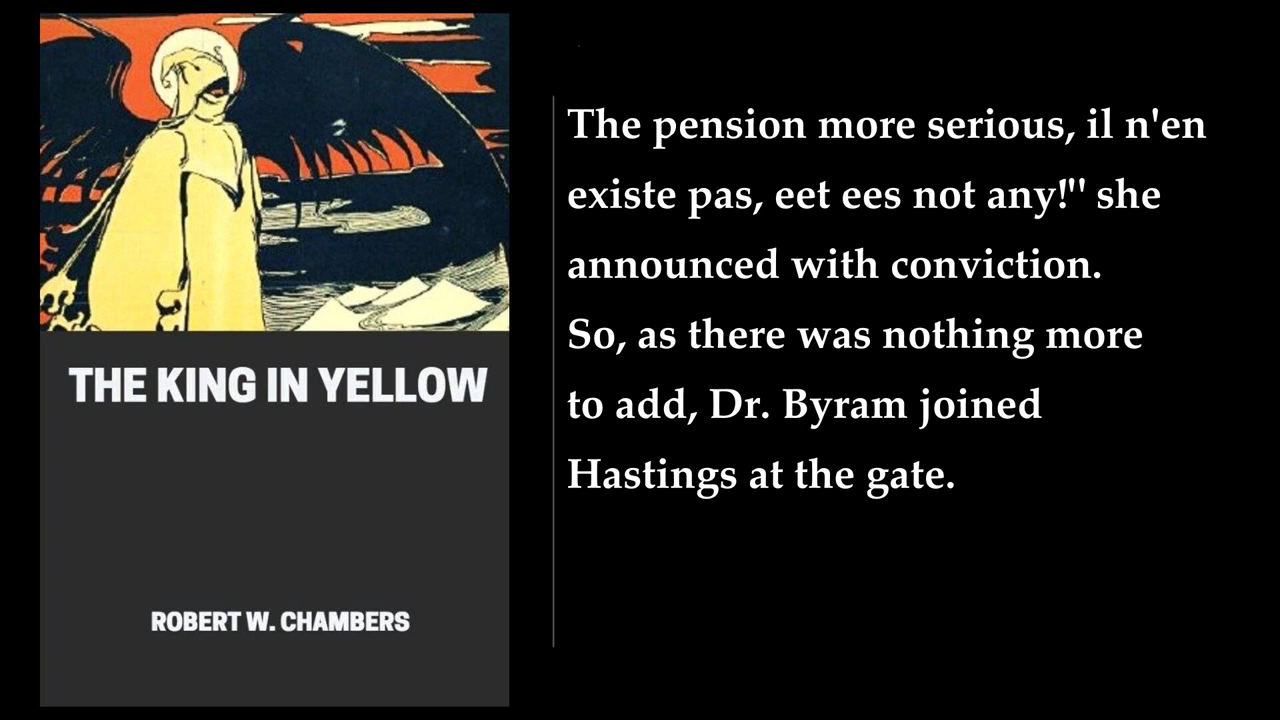 THE KING IN YELLOW
ROBERT W. CHAMBERS
The pension more serious, il n'en
existe pas, eet ees not any!"' she
announced with conviction.
So, as there was nothing more
to add, Dr. Byram joined
Hastings at the gate.